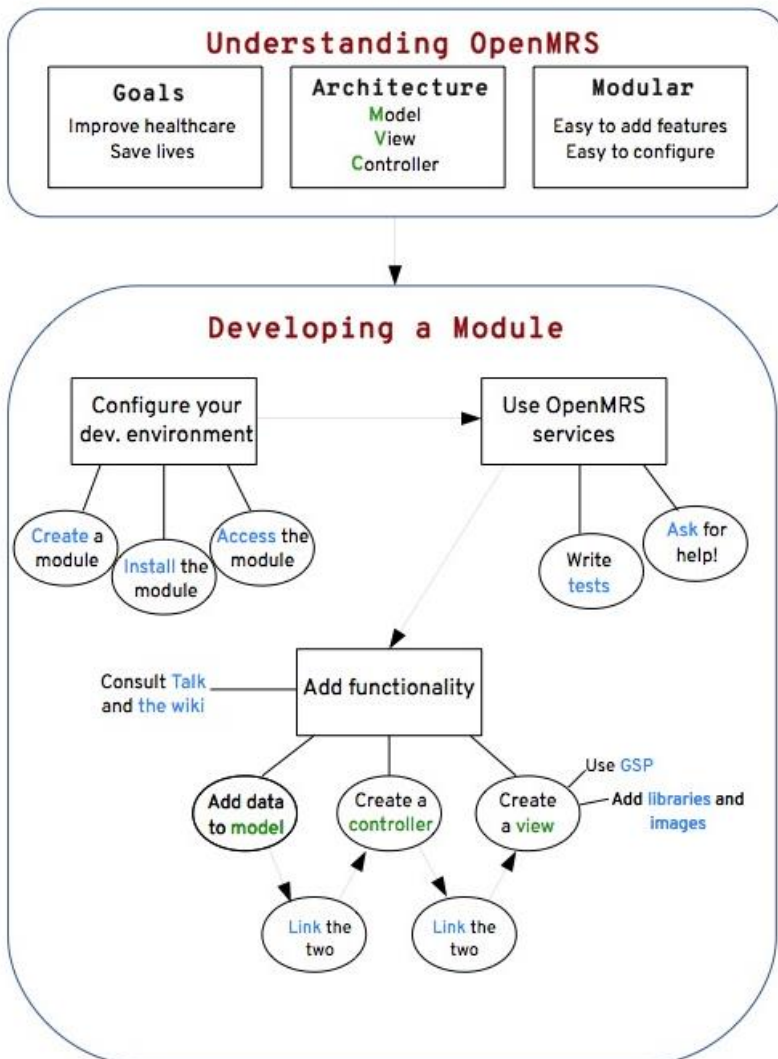 Understanding OpenMRS
Goals
Improve healthcare
Save lives
Architecture
Model
View
Controller
Modular
Easy to add features
Easy to configure
Developing a Module
Configure your
dev. environment
Use OpenMRS
services
Create a
module
Install the
module
Access the
module
Write
tests
Ask for
help!
Add functionality
Consult Talk
and the wiki
Add data
to model
Create a
controller
Create
a view
Use GSP
Add libraries and
images
Link the
two
Link the
two